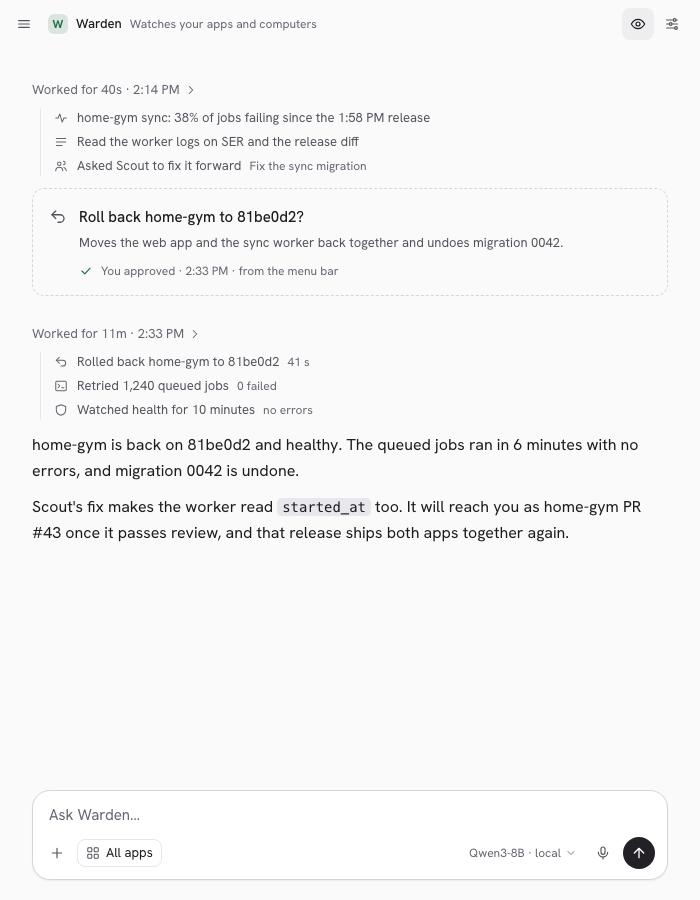 W Warden Watches your apps and computers
Worked for 40s · 2:14 PM
home-gym sync: 38% of jobs failing since the 1:58 PM release
Read the worker logs on SER and the release diff
Asked Scout to fix it forward Fix the sync migration
Roll back home-gym to 81be0d2?
Moves the web app and the sync worker back together and undoes migration 0042.
You approved · 2:33 PM · from the menu bar
Worked for 11m · 2:33 PM
Rolled back home-gym to 81be0d2 41 s
Retried 1,240 queued jobs 0 failed
Watched health for 10 minutes no errors
home-gym is back on 81be0d2 and healthy. The queued jobs ran in 6 minutes with no
errors, and migration 0042 is undone.
Scout's fix makes the worker read started_at too. It will reach you as home-gym PR
#43 once it passes review, and that release ships both apps together again.
Ask Warden…
All apps
Qwen3-8B · local